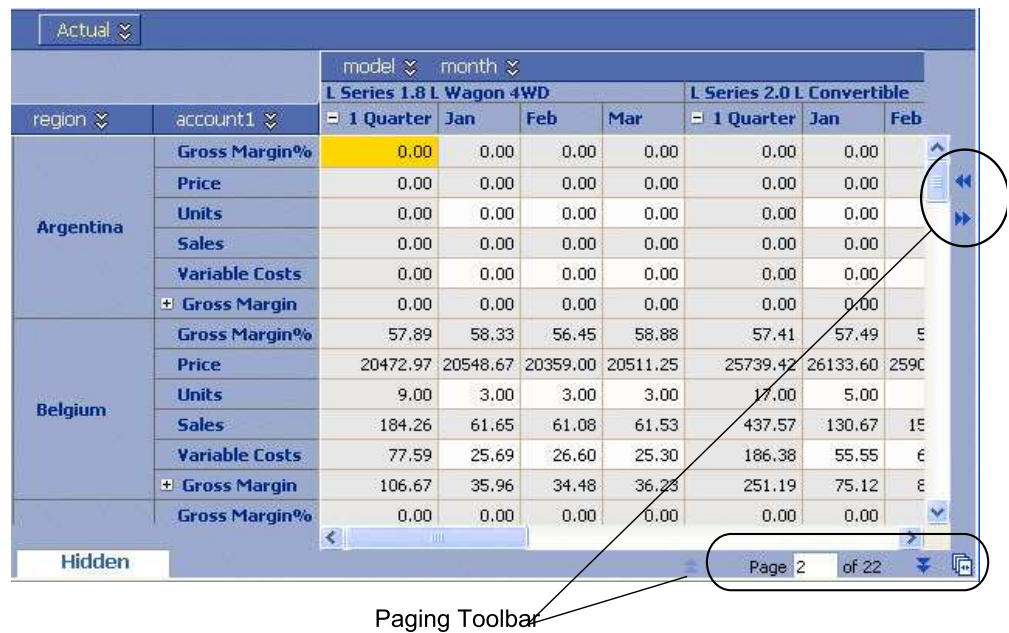 Actual
model month
L Series 1.8 L Wagon 4WD L Series 2.0 L Convertible
region account1 1 Quarter Jan Feb Mar 1 Quarter Jan Feb
Gross Margin% 0.00 0.00 0.00 0.00 0.00 0.00
Price 0.00 0.00 0.00 0.00 0.00 0.00
Units 0.00 0.00 0.00 0.00 0.00 0.00
Argentina
Sales 0.00 0.00 0.00 0.00 0.00 0.00
Variable Costs 0.00 0.00 0.00 0.00 0.00 0.00
+ Gross Margin 0.00 0.00 0.00 0.00 0.00 0.00
Gross Margin% 57.89 58.33 56.45 58.88 57.41 57.49 5
Price 20472.97 20548.67 20359.00 20511.25 25739.42 26133.60 2590
Units 9.00 3.00 3.00 3.00 17.00 5.00
Belgium
Sales 184.26 61.65 61.08 61.53 437.57 130.67 15
Variable Costs 77.59 25.69 26.60 25.30 186.38 55.55 6
+ Gross Margin 106.67 35.96 34.48 36.23 251.19 75.12 8
Gross Margin% 0.00 0.00 0.00 0.00 0.00 0.00
Hidden Page 2 of 22
Paging Toolbar